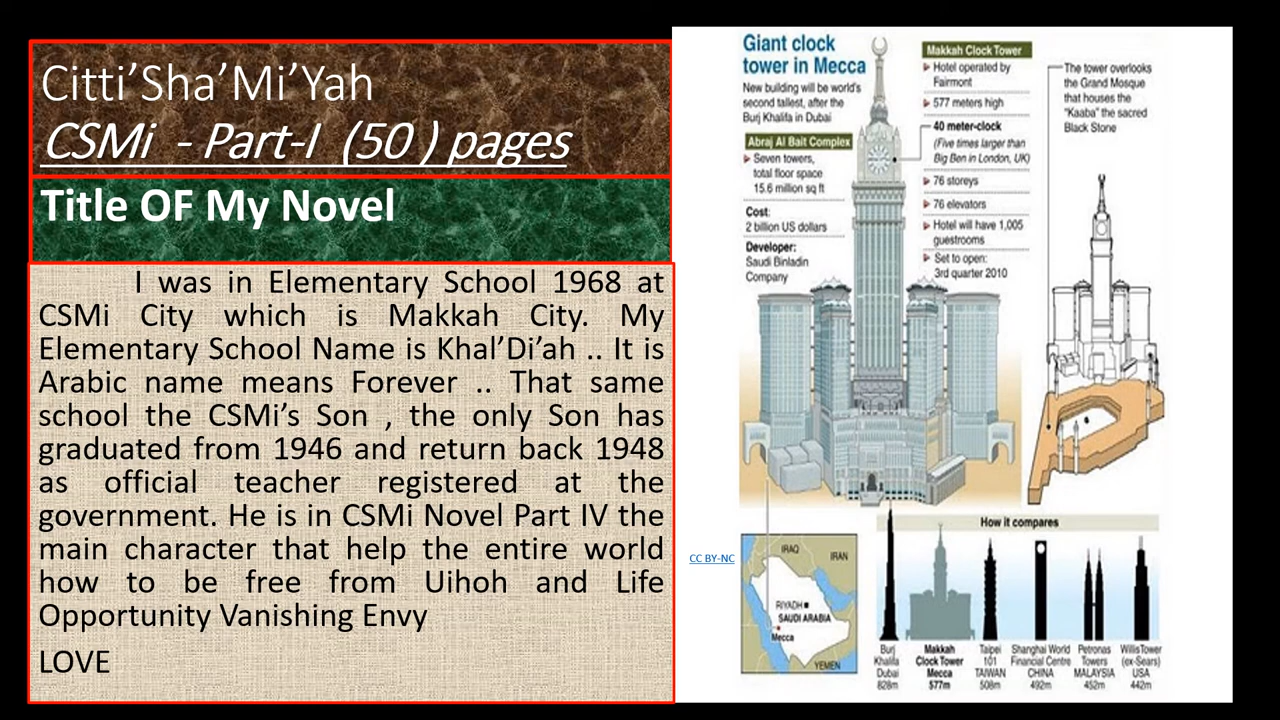 Citti’Sha’Mi’Yah
CSMi - Part-I (50 ) pages
Title OF My Novel
I was in Elementary School 1968 at
CSMi City which is Makkah City. My
Elementary School Name is Khal’Di’ah .. It is
Arabic name means Forever .. That same
school the CSMi’s Son , the only Son has
graduated from 1946 and return back 1948
as official teacher registered at the
government. He is in CSMi Novel Part IV the
main character that help the entire world
how to be free from Uihoh and Life
Opportunity Vanishing Envy
LOVE
CC BY-NC
Giant clock
tower in Mecca
New building will be world's
second tallest, after the
Burj Khalifa in Dubai
Abraj Al Bait Complex
Seven towers,
total floor space
15.6 million sq ft
Cost:
2 billion US dollars
Developer:
Saudi Binladin
Company
Makkah Clock Tower
Hotel operated by
Fairmont
577 meters high
40 meter-clock
(Five times larger than
Big Ben in London, UK)
76 storeys
76 elevators
Hotel will have 1,005
guestrooms
Set to open:
3rd quarter 2010
The tower overlooks
the Grand Mosque
that houses the
"Kaaba" the sacred
Black Stone
IRAQ
IRAN
RIYADH
SAUDI ARABIA
Mecca
YEMEN
How it compares
Burj
Khalifa
Dubai
828m
Makkah
Clock Tower
Mecca
577m
Taipei
101
TAIWAN
508m
Shanghai World
Financial Centre
CHINA
492m
Petronas
Towers
MALAYSIA
452m
Willis Tower
(ex-Sears)
USA
442m